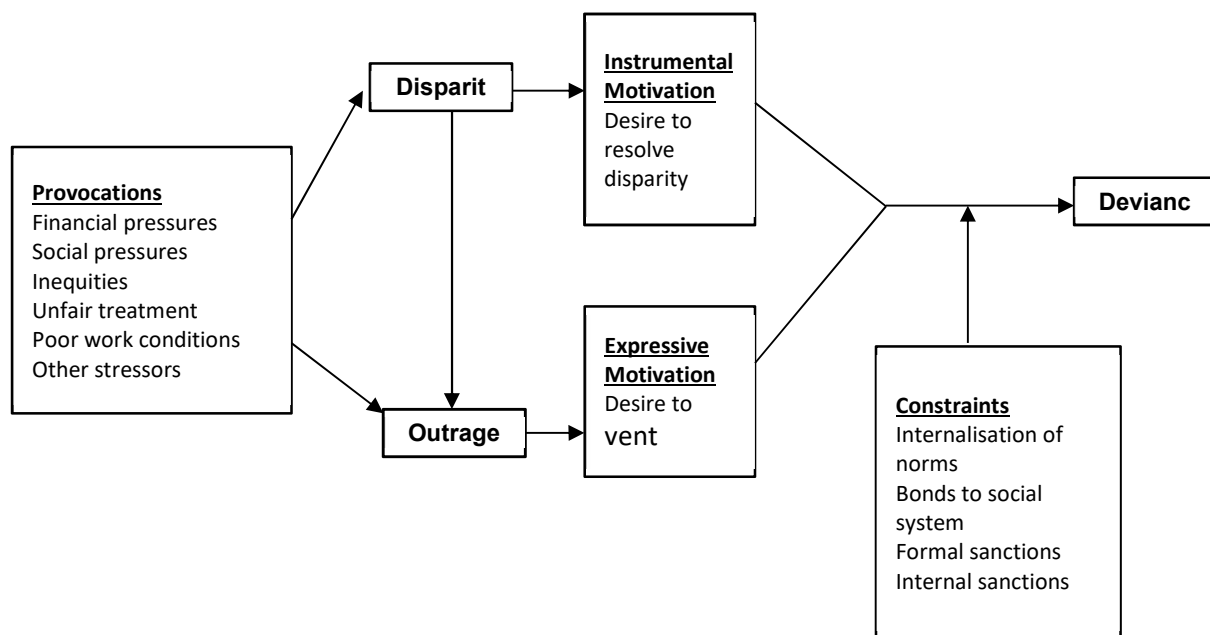 Provocations
Financial pressures
Social pressures
Inequities
Unfair treatment
Poor work conditions
Other stressors
Disparit
Outrage
Instrumental
Motivation
Desire to
resolve
disparity
Expressive
Motivation
Desire to
vent
Devianc
Constraints
Internalisation of
norms
Bonds to social
system
Formal sanctions
Internal sanctions